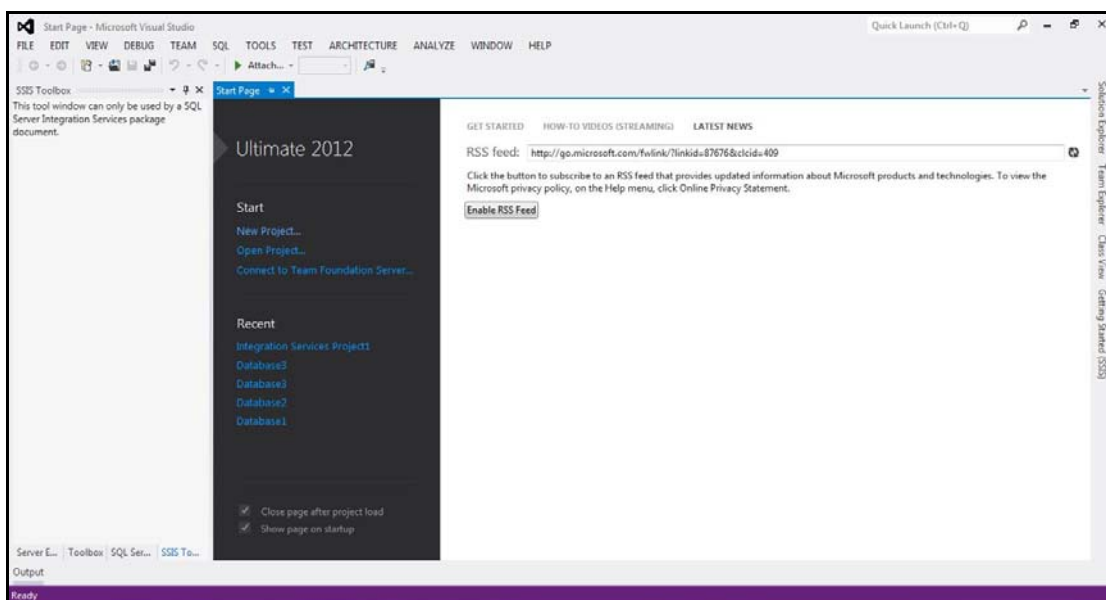 Start Page - Microsoft Visual Studio
Quick Launch (Ctrl+Q)
FILE EDIT VIEW DEBUG TEAM SQL TOOLS TEST ARCHITECTURE ANALYZE WINDOW HELP
Attach...
SSIS Toolbox
This tool window can only be used by a SQL
Server Integration Services package
document.
Start Page
Ultimate 2012
Start
New Project...
Open Project...
Connect to Team Foundation Server...
Recent
Integration Services Project1
Database3
Database3
Database2
Database1
Close page after project load
Show page on startup
GET STARTED HOW-TO VIDEOS (STREAMING) LATEST NEWS
RSS feed: http://go.microsoft.com/fwlink/?linkid=87676&clcid=409
Click the button to subscribe to an RSS feed that provides updated information about Microsoft products and technologies. To view the
Microsoft privacy policy, on the Help menu, click Online Privacy Statement.
Enable RSS Feed
Solution Explorer
Team Explorer
Class View
Getting Started (SSIS)
Server E... Toolbox SQL Ser... SSIS To...
Output
Ready